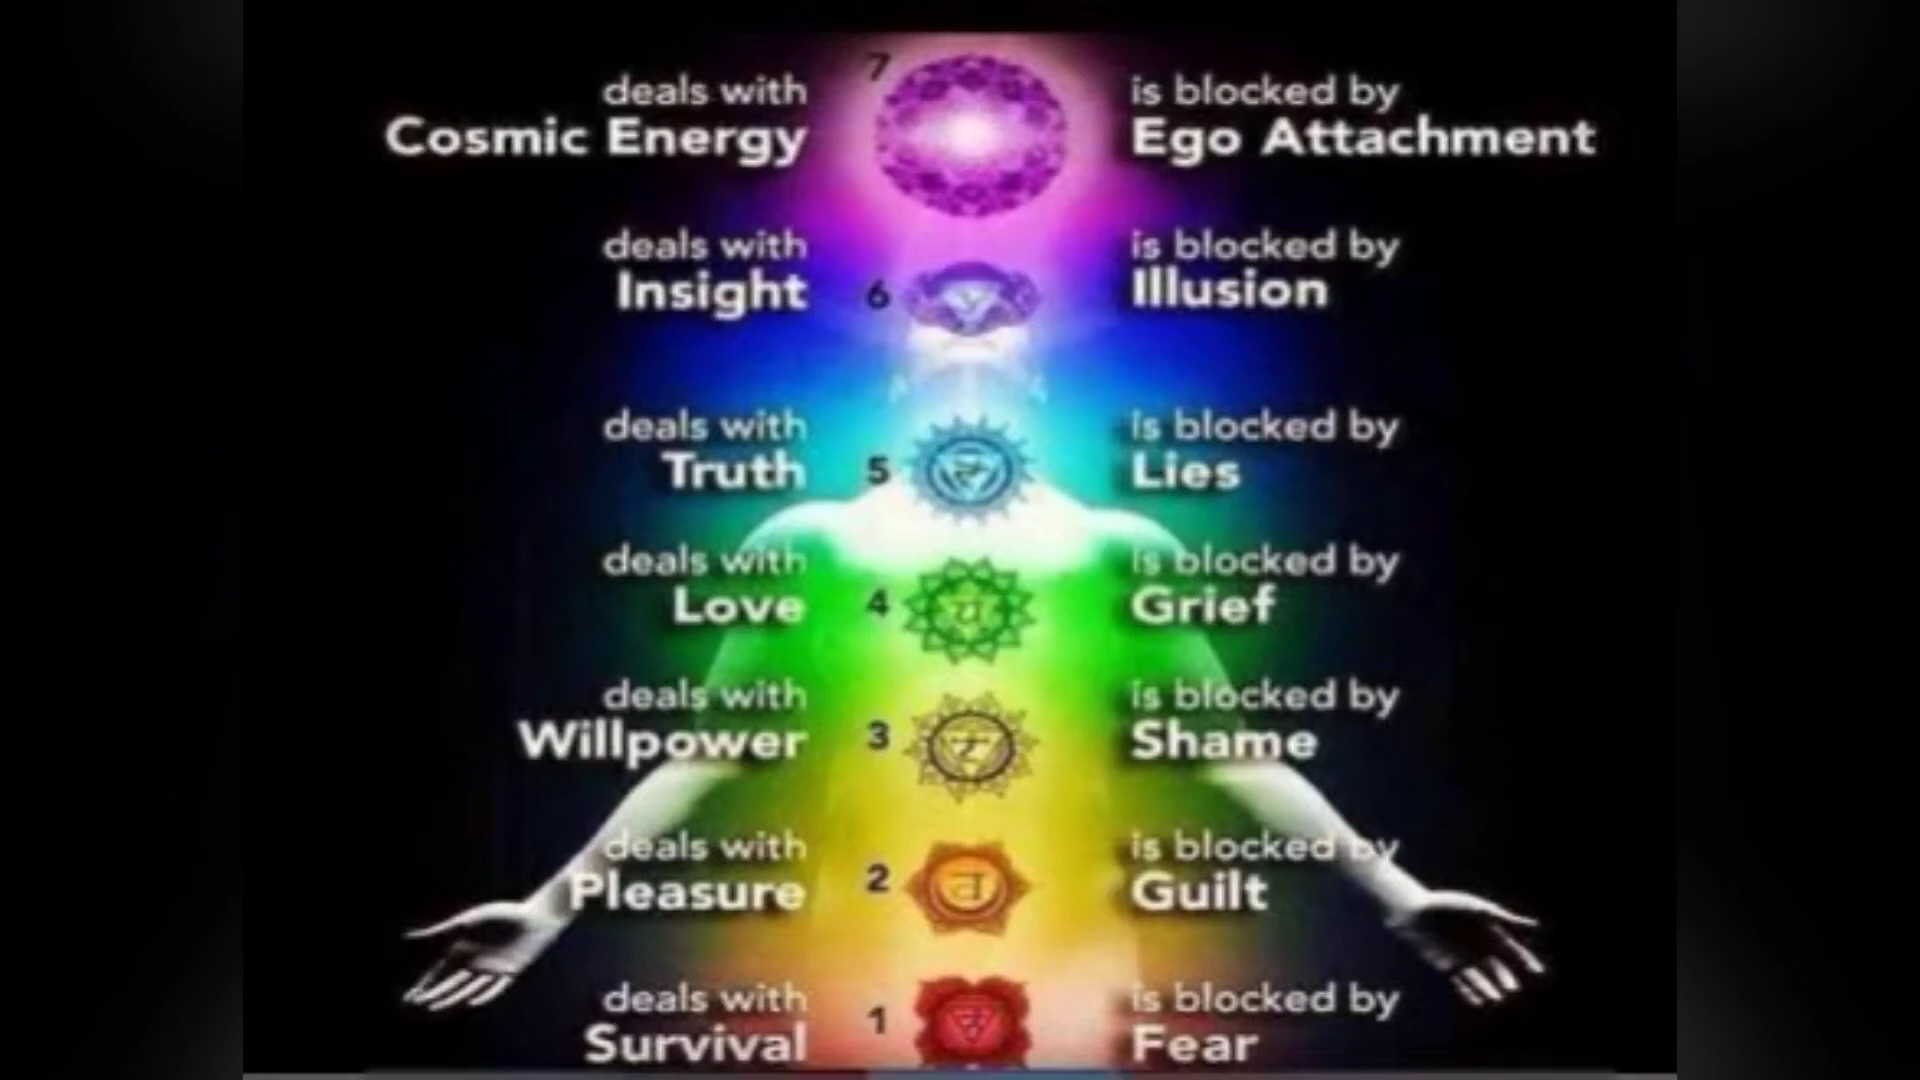 deals with
Cosmic Energy
7
is blocked by
Ego Attachment
deals with
Insight
6
is blocked by
Illusion
deals with
Truth
5
is blocked by
Lies
deals with
Love
4
is blocked by
Grief
deals with
Willpower
3
is blocked by
Shame
deals with
Pleasure
2
is blocked by
Guilt
deals with
Survival
1
is blocked by
Fear